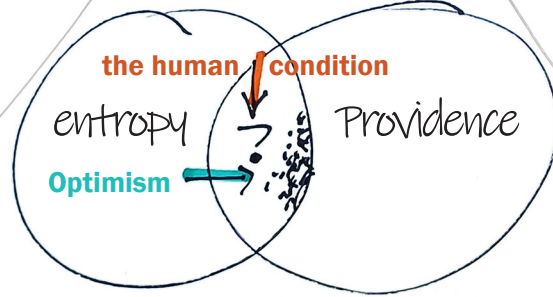 the human condition
entropy
?
Providence
Optimism